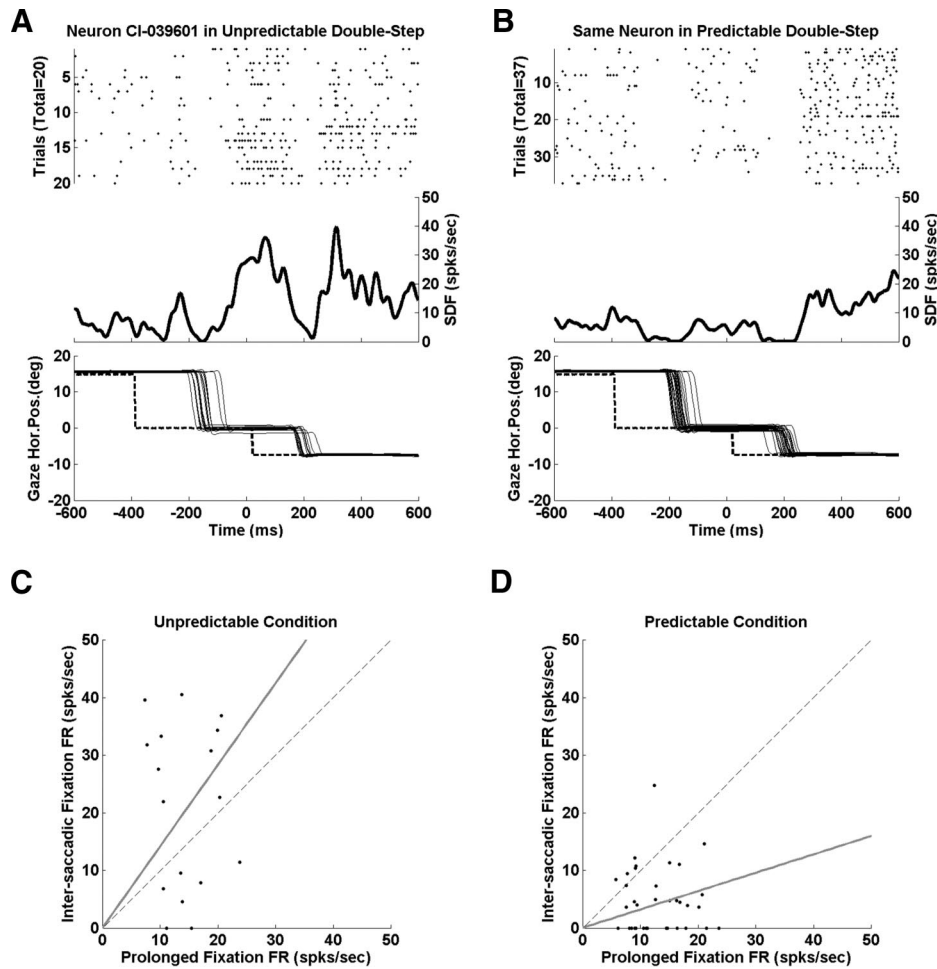 A
Neuron CI-039601 in Unpredictable Double-Step
Trials (Total=20)
5
10
15
20
50
40
30
20
10
0
SDF (spks/sec)
20
10
0
-10
-20
Gaze Hor.Pos.(deg)
-600 -400 -200 0 200 400 600
Time (ms)
B
Same Neuron in Predictable Double-Step
Trials (Total=37)
10
20
30
50
40
30
20
10
0
SDF (spks/sec)
20
10
0
-10
-20
Gaze Hor.Pos.(deg)
-600 -400 -200 0 200 400 600
Time (ms)
C
Unpredictable Condition
Inter-saccadic Fixation FR (spks/sec)
50
40
30
20
10
0
0 10 20 30 40 50
Prolonged Fixation FR (spks/sec)
D
Predictable Condition
Inter-saccadic Fixation FR (spks/sec)
50
40
30
20
10
0
0 10 20 30 40 50
Prolonged Fixation FR (spks/sec)